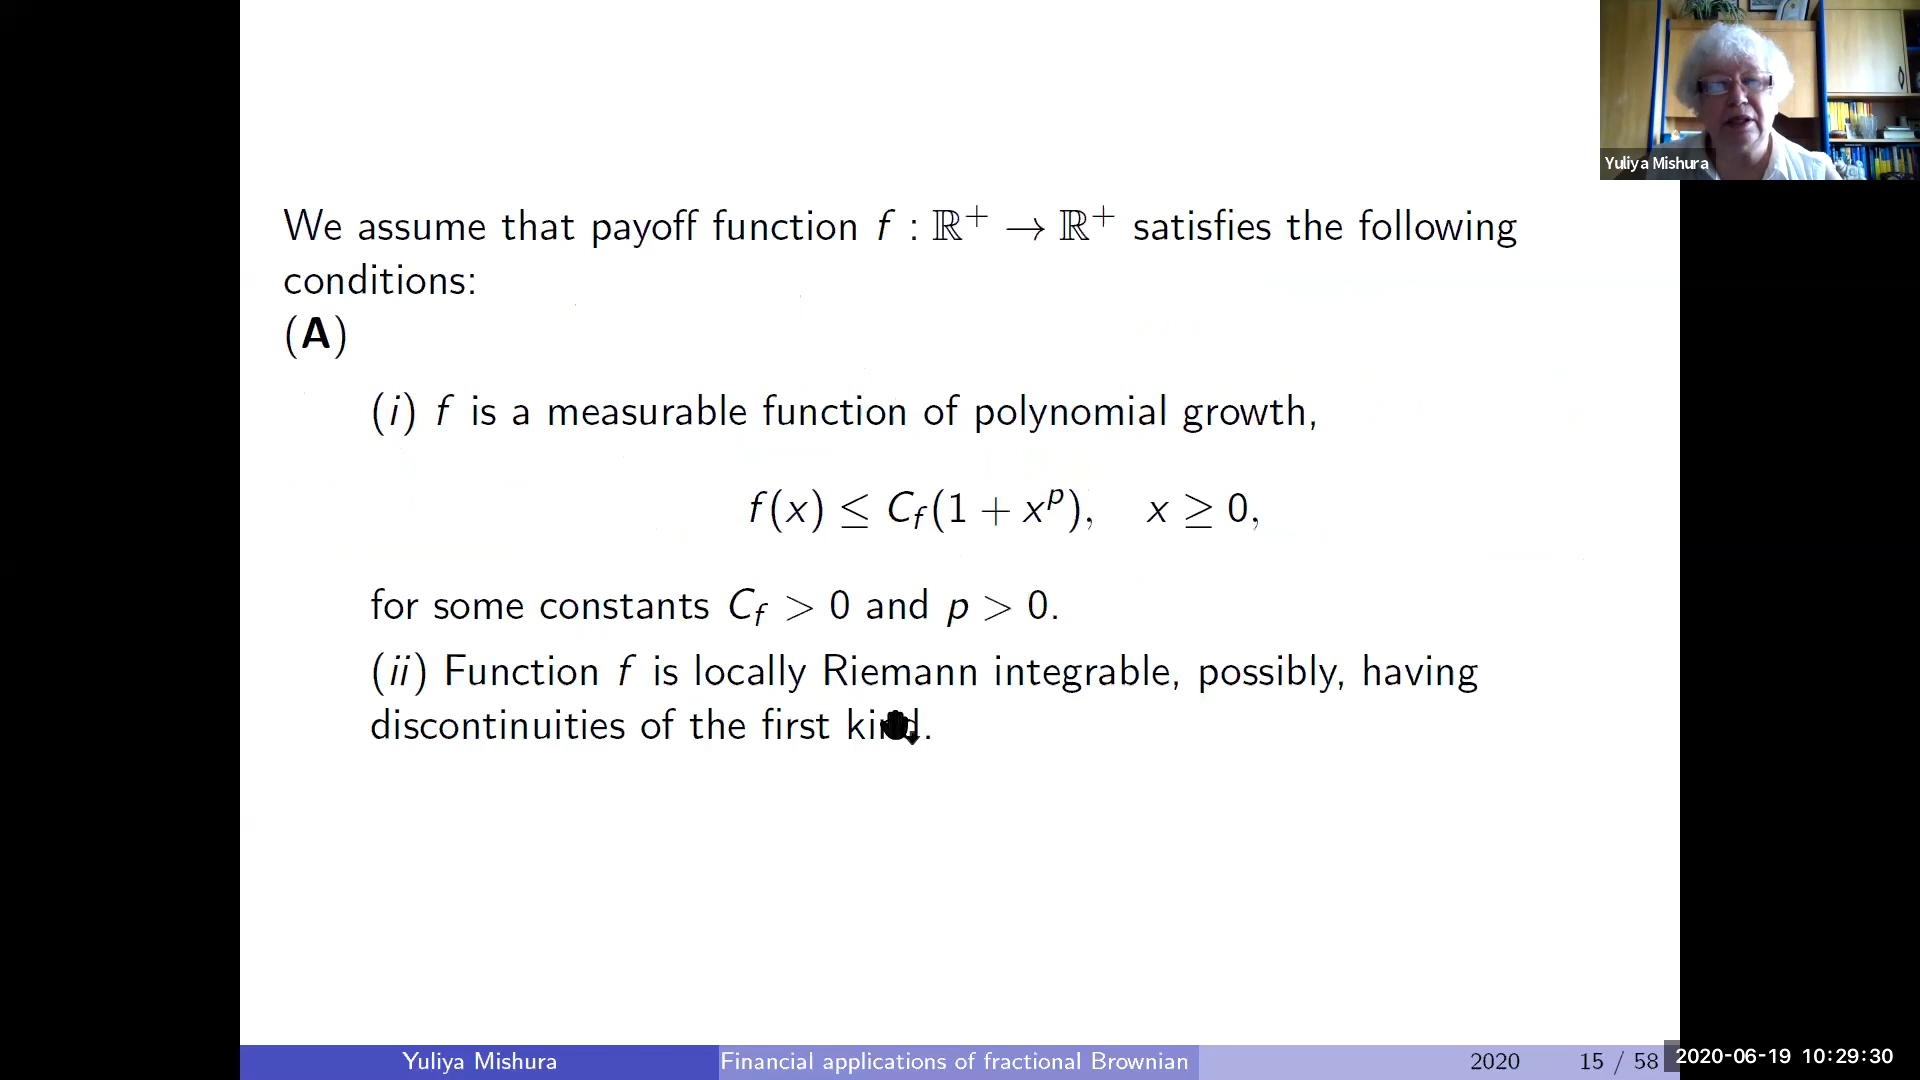 Yuliya Mishura
We assume that payoff function f : ℝ⁺ → ℝ⁺ satisfies the following
conditions:
(A)
(i) f is a measurable function of polynomial growth,
f(x) ≤ C_f(1 + x^p),    x ≥ 0,
for some constants C_f > 0 and p > 0.
(ii) Function f is locally Riemann integrable, possibly, having
discontinuities of the first kind.
Yuliya Mishura
Financial applications of fractional Brownian
2020
15 / 58
2020-06-19 10:29:30